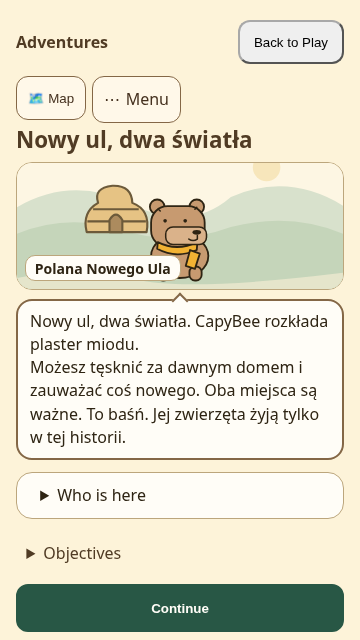 Adventures
Back to Play
Map
⋯ Menu
Nowy ul, dwa światła
Polana Nowego Ula
Nowy ul, dwa światła. CapyBee rozkłada
plaster miodu.
Możesz tęsknić za dawnym domem i
zauważać coś nowego. Oba miejsca są
ważne. To baśń. Jej zwierzęta żyją tylko
w tej historii.
Who is here
Objectives
Continue